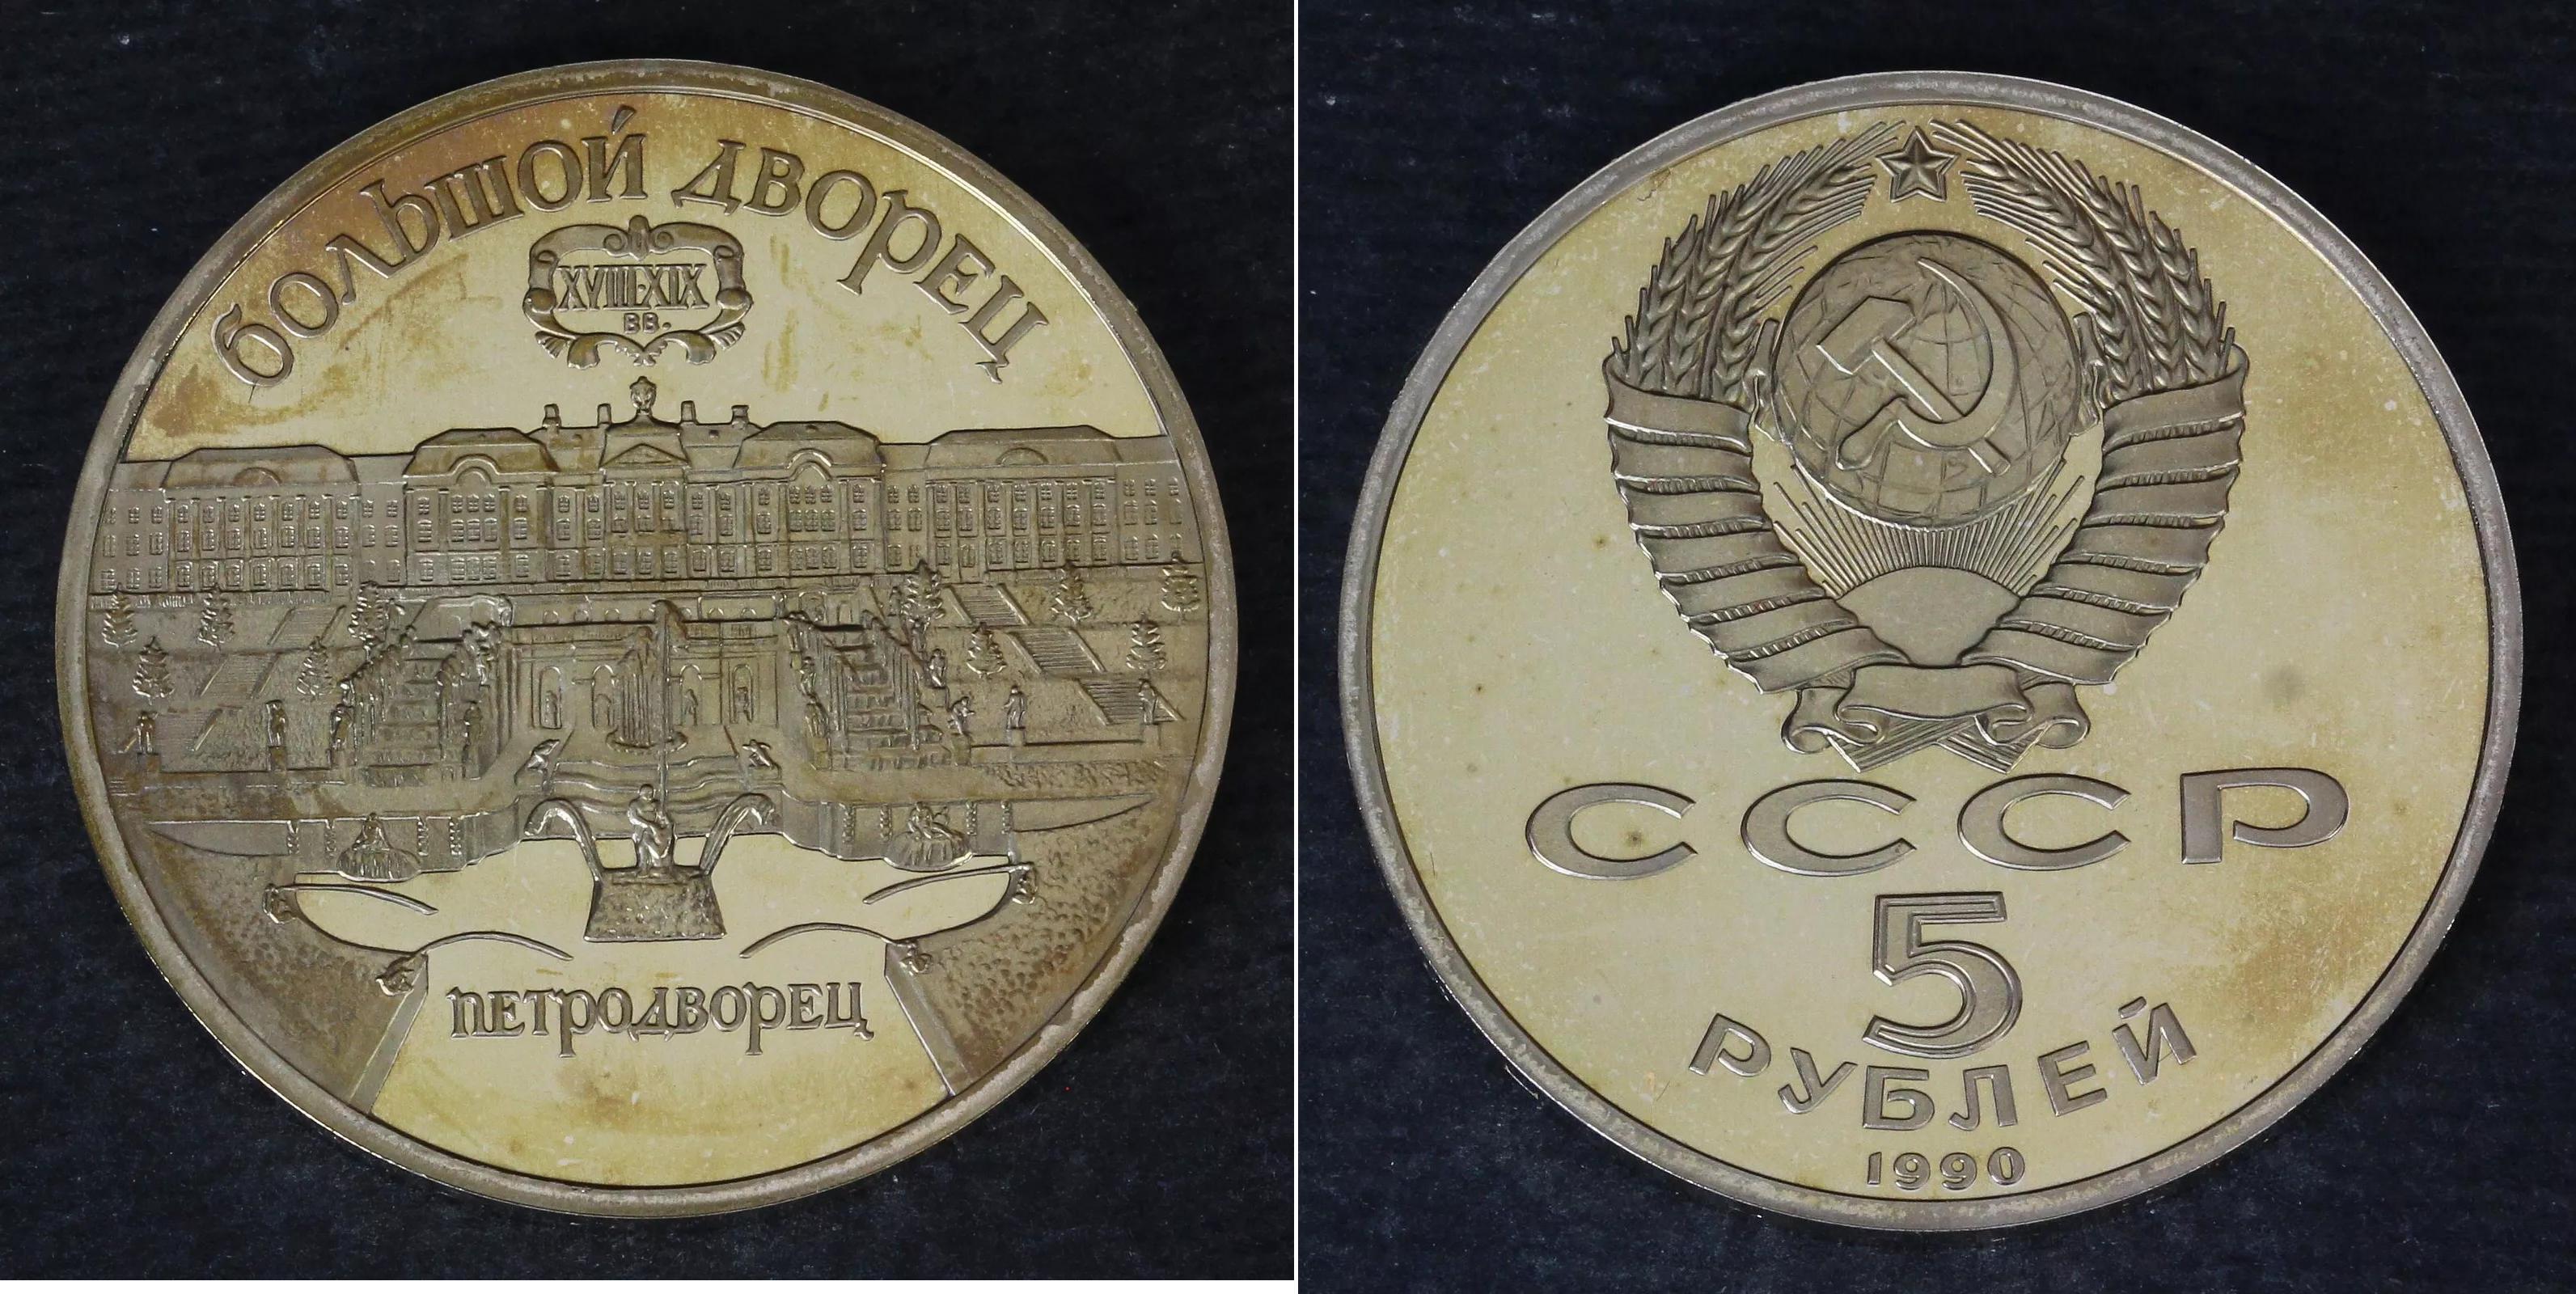 большой дворец
XVIII-XIX
ВВ.
петродворец
СССР
5
РУБЛЕЙ
1990